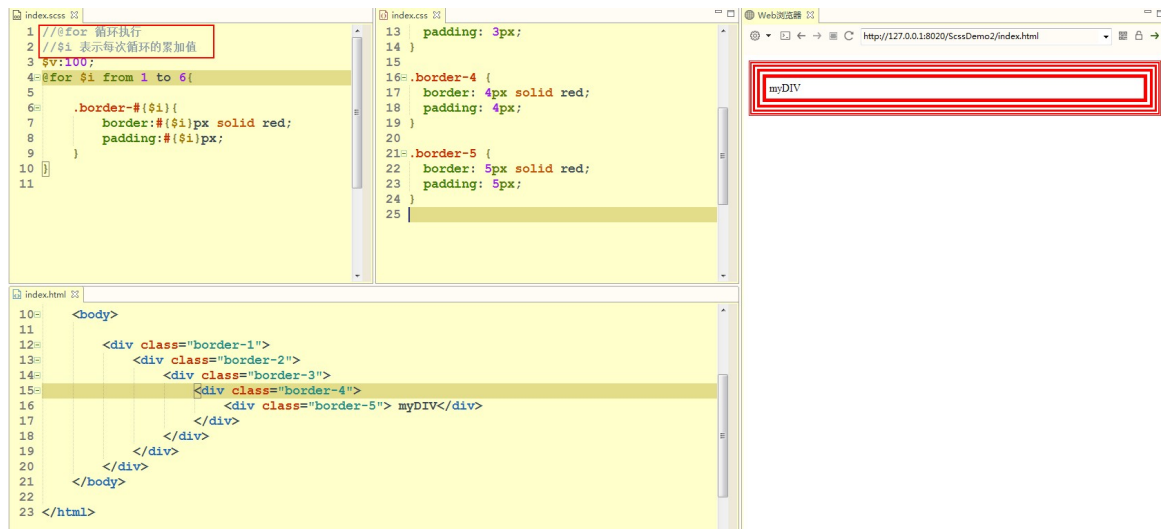 index.scss
1 //@for 循环执行
2 //$i 表示每次循环的累加值
3 $v:100;
4 @for $i from 1 to 6{
5
6 .border-#{$i}{
7 border:#{$i}px solid red;
8 padding:#{$i}px;
9 }
10 }
11
index.css
13 padding: 3px;
14 }
15
16 .border-4 {
17 border: 4px solid red;
18 padding: 4px;
19 }
20
21 .border-5 {
22 border: 5px solid red;
23 padding: 5px;
24 }
25
Web浏览器
http://127.0.0.1:8020/ScssDemo2/index.html
myDIV
index.html
10 <body>
11
12 <div class="border-1">
13 <div class="border-2">
14 <div class="border-3">
15 <div class="border-4">
16 <div class="border-5"> myDIV</div>
17 </div>
18 </div>
19 </div>
20 </div>
21 </body>
22
23 </html>